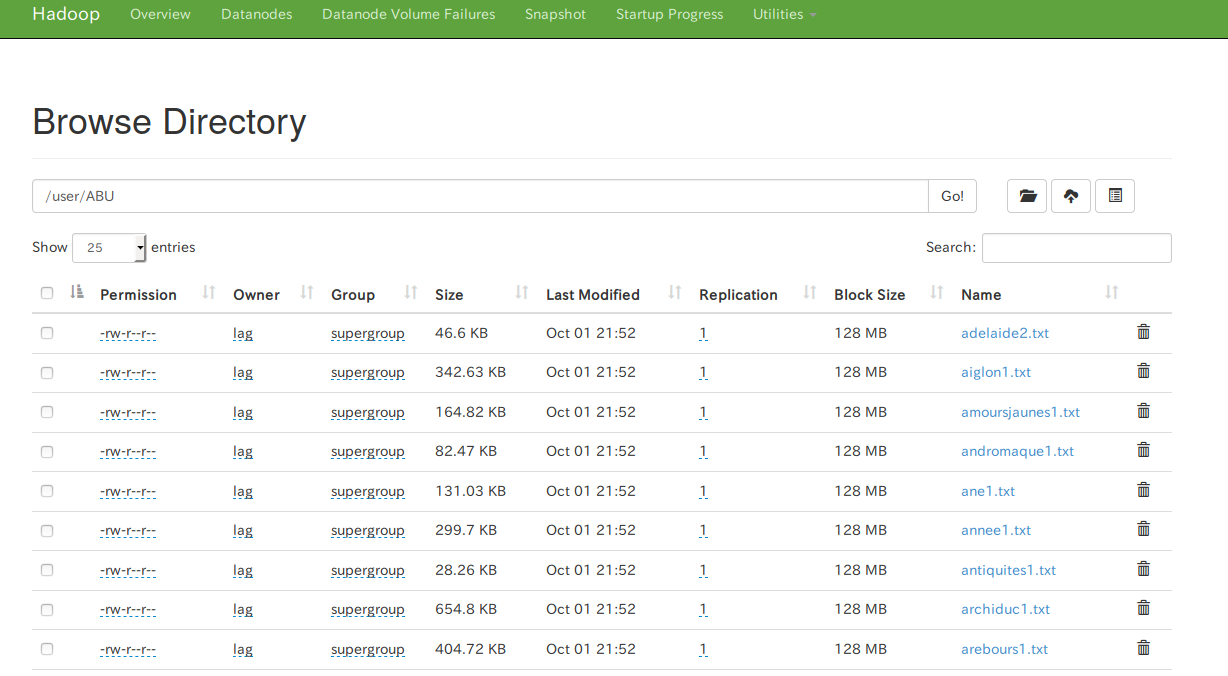 Hadoop Overview Datanodes Datanode Volume Failures Snapshot Startup Progress Utilities
Browse Directory
/user/ABU Go!
Show 25 entries Search:
Permission Owner Group Size Last Modified Replication Block Size Name
-rw-r--r-- lag supergroup 46.6 KB Oct 01 21:52 1 128 MB adelaide2.txt
-rw-r--r-- lag supergroup 342.63 KB Oct 01 21:52 1 128 MB aiglon1.txt
-rw-r--r-- lag supergroup 164.82 KB Oct 01 21:52 1 128 MB amoursjaunes1.txt
-rw-r--r-- lag supergroup 82.47 KB Oct 01 21:52 1 128 MB andromaque1.txt
-rw-r--r-- lag supergroup 131.03 KB Oct 01 21:52 1 128 MB ane1.txt
-rw-r--r-- lag supergroup 299.7 KB Oct 01 21:52 1 128 MB annee1.txt
-rw-r--r-- lag supergroup 28.26 KB Oct 01 21:52 1 128 MB antiquites1.txt
-rw-r--r-- lag supergroup 654.8 KB Oct 01 21:52 1 128 MB archiduc1.txt
-rw-r--r-- lag supergroup 404.72 KB Oct 01 21:52 1 128 MB arebours1.txt